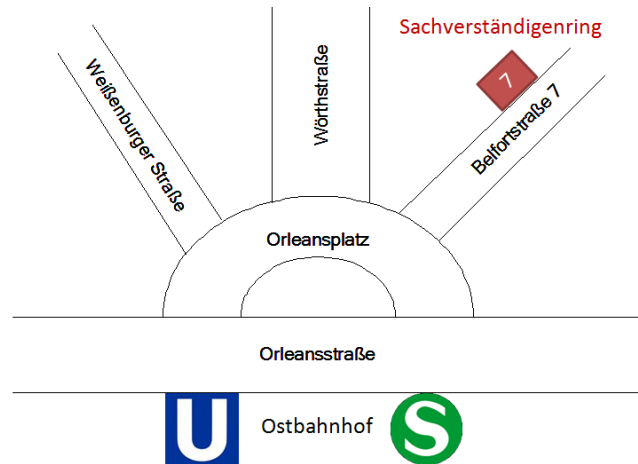 Sachverständigenring
7
Weißenburger Straße
Wörthstraße
Belfortstraße 7
Orleansplatz
Orleansstraße
U
Ostbahnhof
S